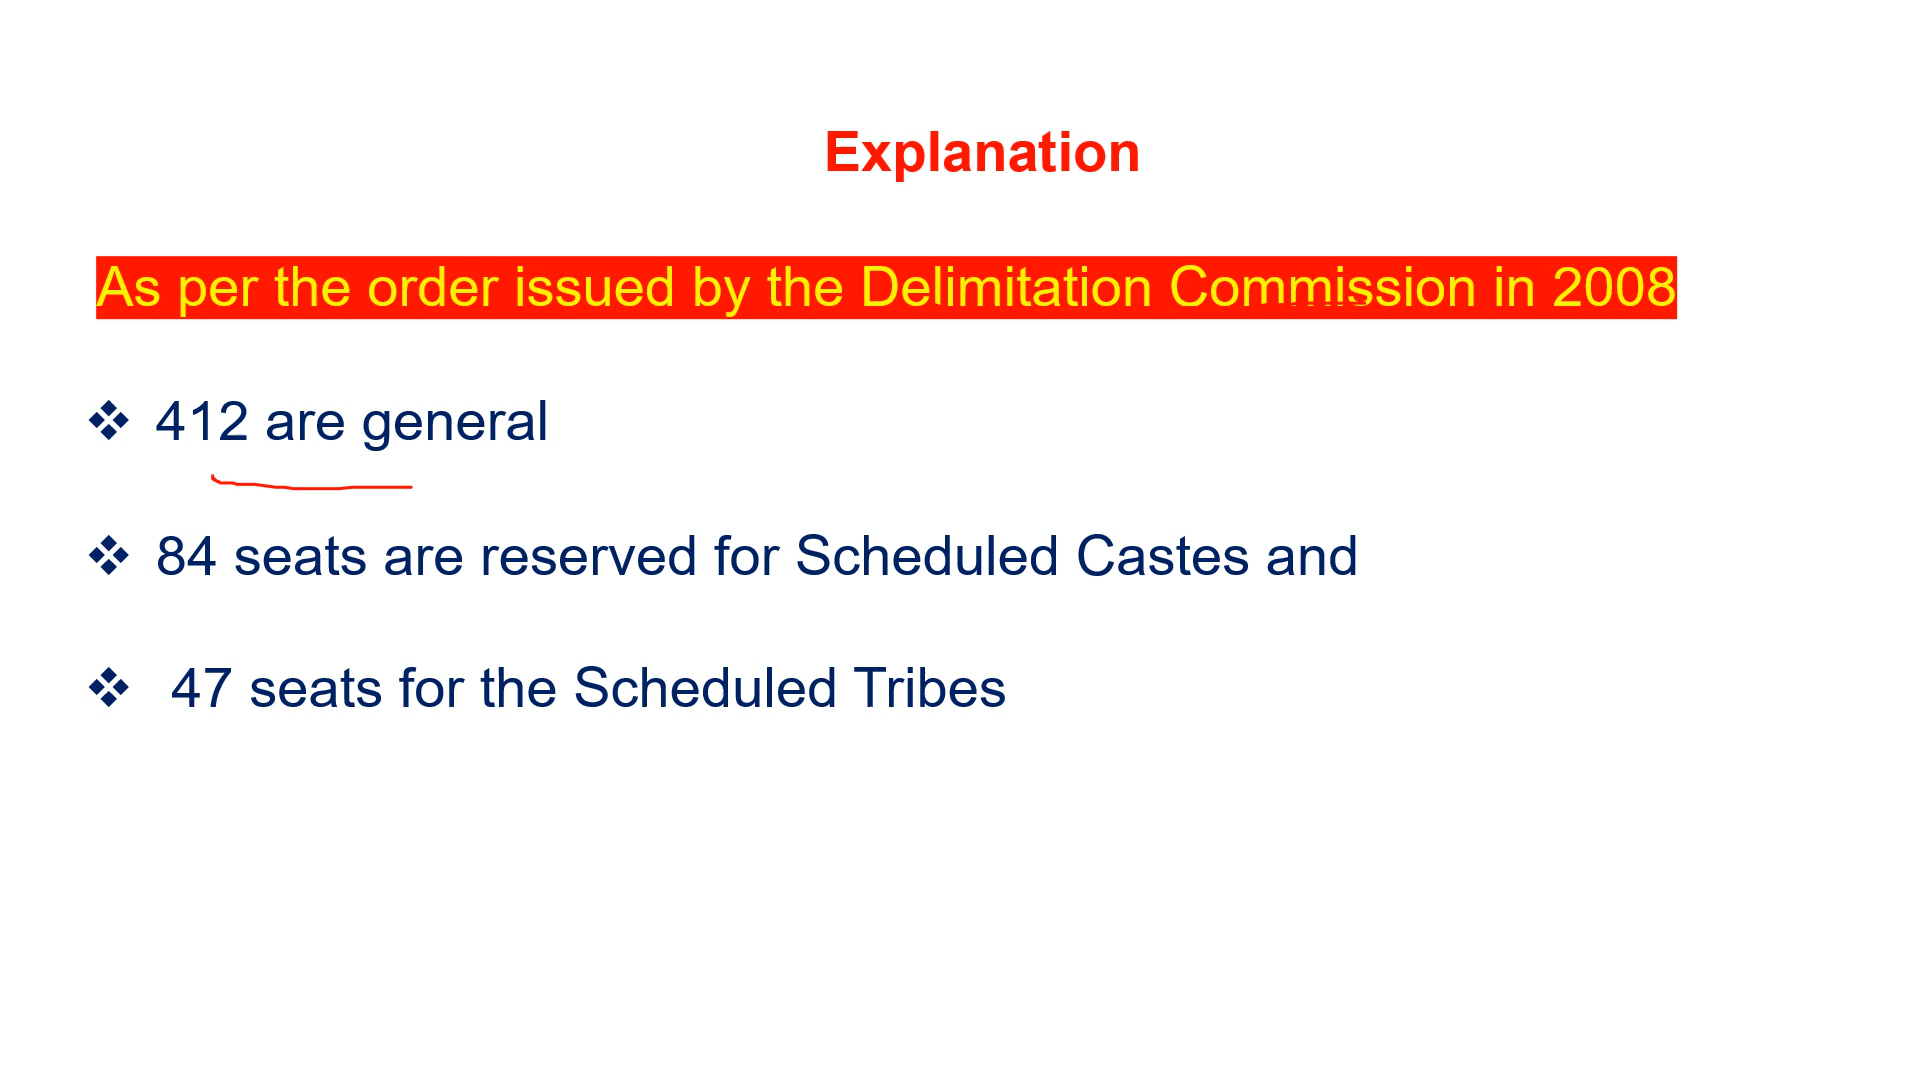 Explanation
As per the order issued by the Delimitation Commission in 2008
❖ 412 are general
❖ 84 seats are reserved for Scheduled Castes and
❖ 47 seats for the Scheduled Tribes